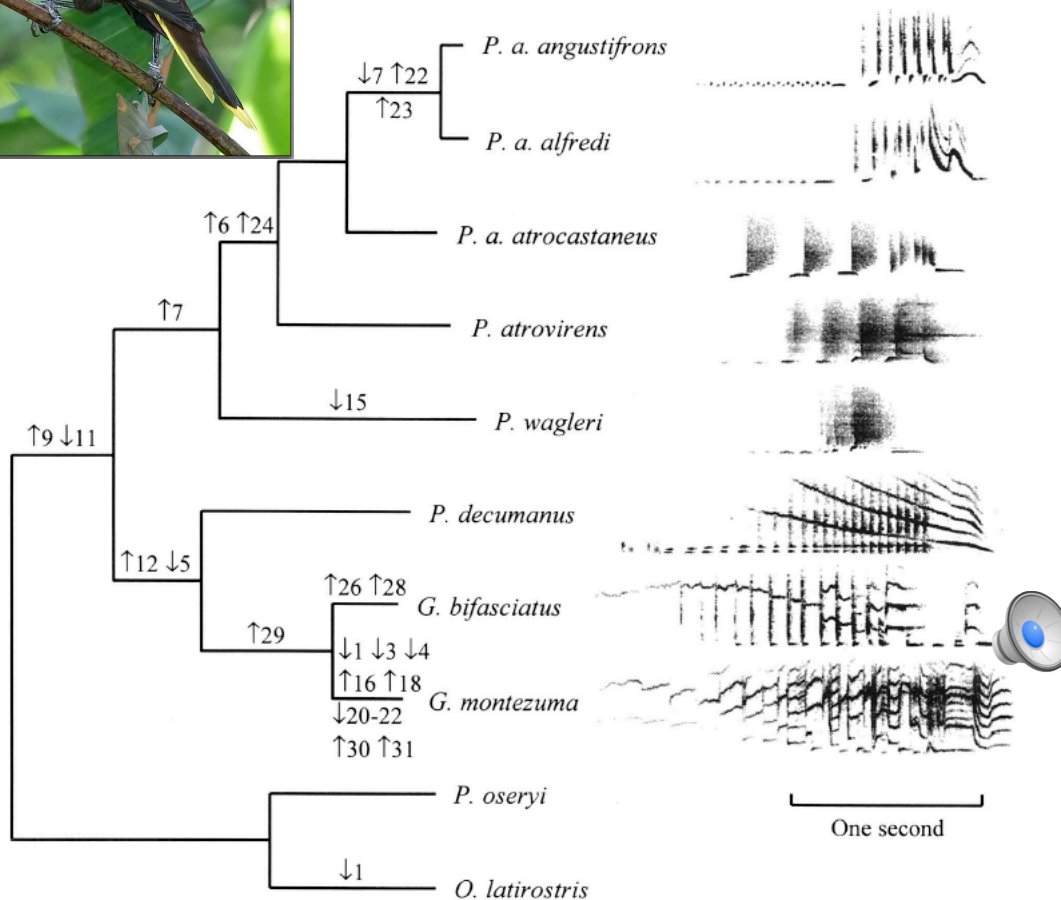 P. a. angustifrons
↓7 ↑22
↑23
P. a. alfredi
↑6 ↑24
P. a. atrocastaneus
↑7
P. atrovirens
↓15
P. wagleri
↑9 ↓11
P. decumanus
↑12 ↓5
↑26 ↑28
G. bifasciatus
↑29
↓1 ↓3 ↓4
↑16 ↑18
G. montezuma
↓20-22
↑30 ↑31
P. oseryi
One second
↓1
O. latirostris